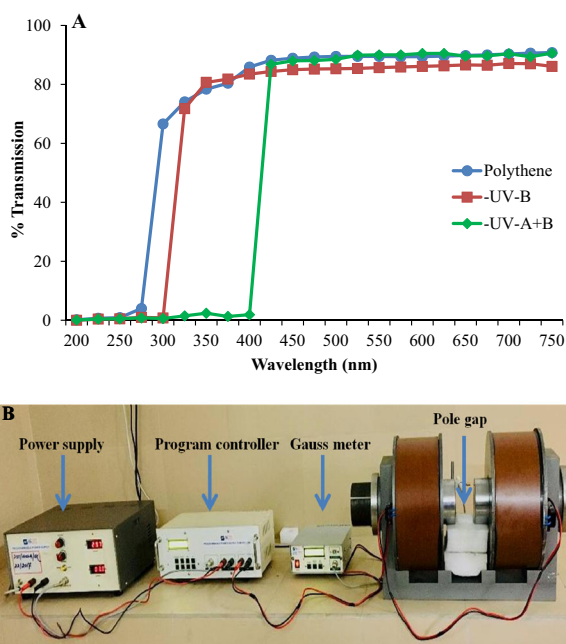 A
100
80
60
40
20
0
% Transmission
Polythene
-UV-B
-UV-A+B
200 250 300 350 400 450 500 550 600 650 700 750
Wavelength (nm)
B
Pole gap
Power supply Program controller Gauss meter